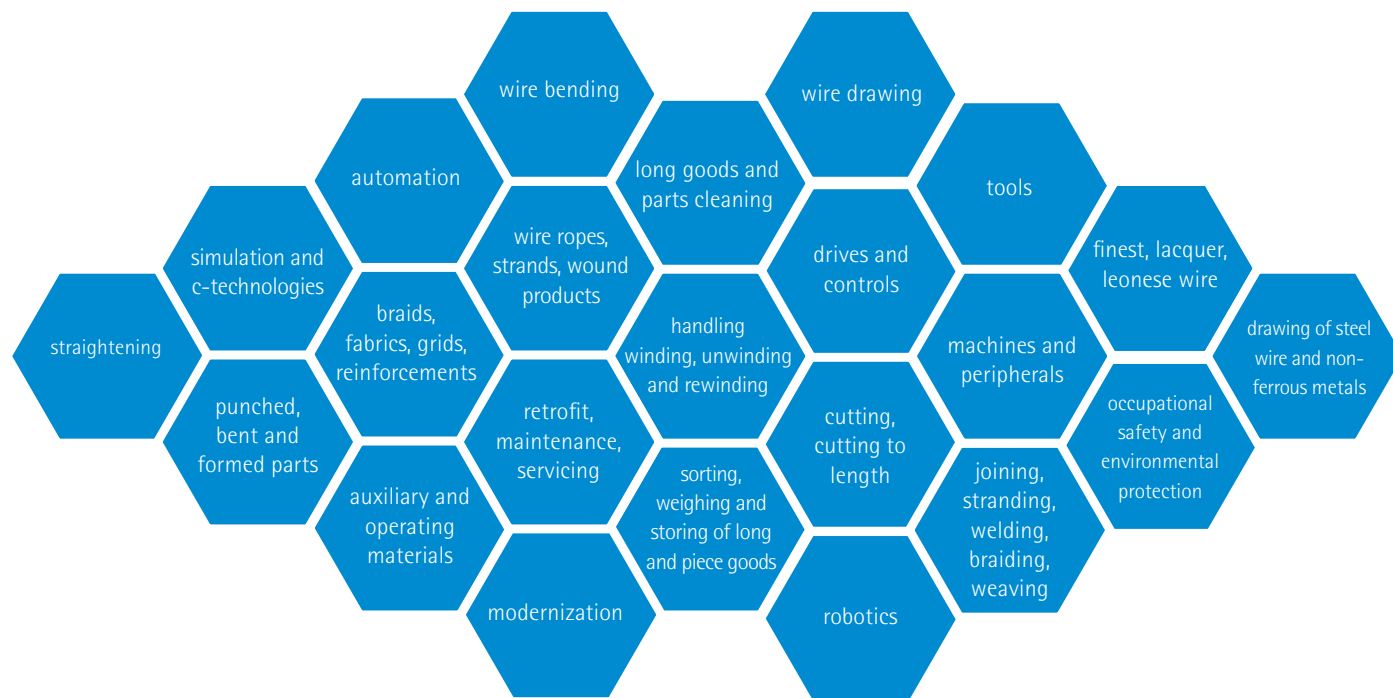 wire bending
wire drawing
automation
long goods and
parts cleaning
tools
simulation and
c-technologies
wire ropes,
strands, wound
products
drives and
controls
finest, lacquer,
leonese wire
straightening
braids,
fabrics, grids,
reinforcements
handling
winding, unwinding
and rewinding
machines and
peripherals
drawing of steel
wire and non-
ferrous metals
punched,
bent and
formed parts
retrofit,
maintenance,
servicing
cutting,
cutting to
length
occupational
safety and
environmental
protection
auxiliary and
operating
materials
sorting,
weighing and
storing of long
and piece goods
joining,
stranding,
welding,
braiding,
weaving
modernization
robotics